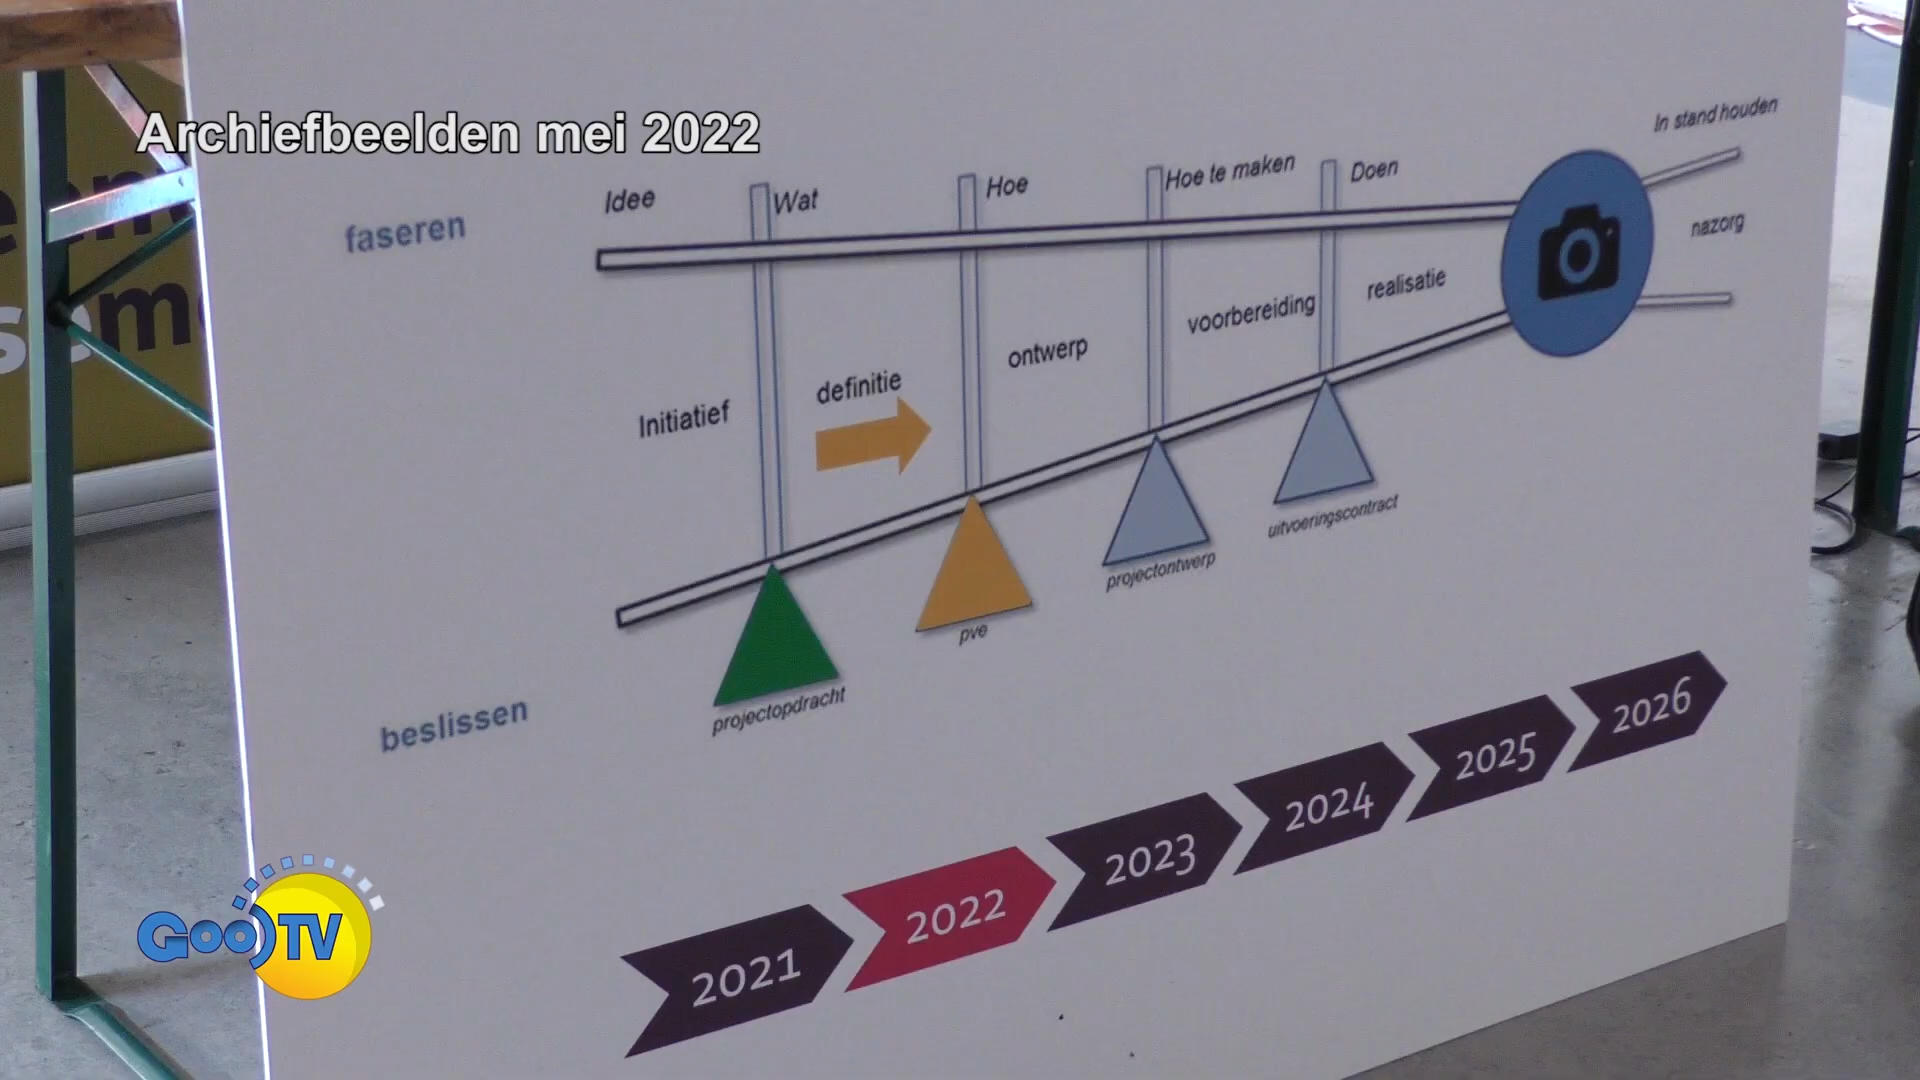 Archiefbeelden mei 2022
In stand houden
Idee
Wat
Hoe
Hoe te maken
Doen
faseren
nazorg
realisatie
voorbereiding
ontwerp
definitie
Initiatief
uitvoeringscontract
projectontwerp
pve
projectopdracht
beslissen
2021
2022
2023
2024
2025
2026
GooiTV